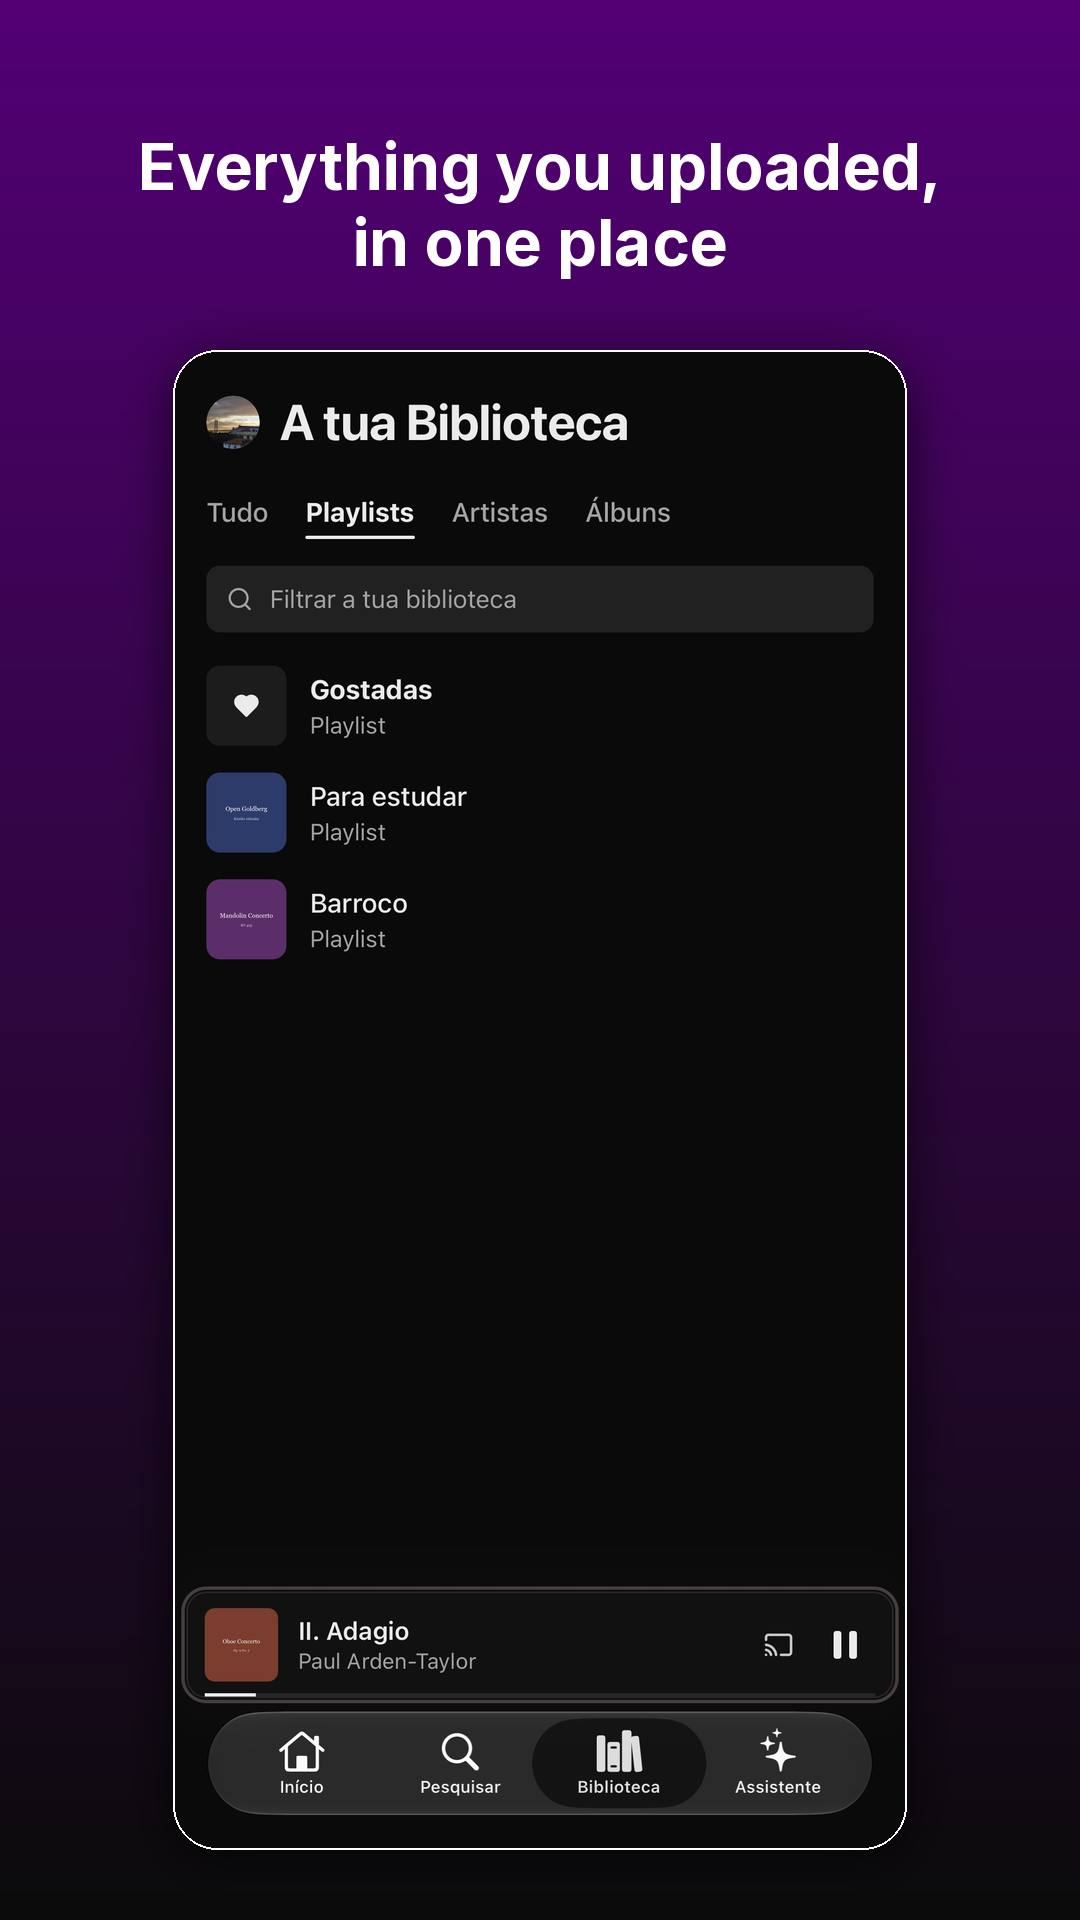 Everything you uploaded,
in one place
A tua Biblioteca
Tudo Playlists Artistas Álbuns
Filtrar a tua biblioteca
Gostadas
Playlist
Open Goldberg
Para estudar
Playlist
Mandolin Concerto
Barroco
Playlist
Oboe Concerto
II. Adagio
Paul Arden-Taylor
Início Pesquisar Biblioteca Assistente